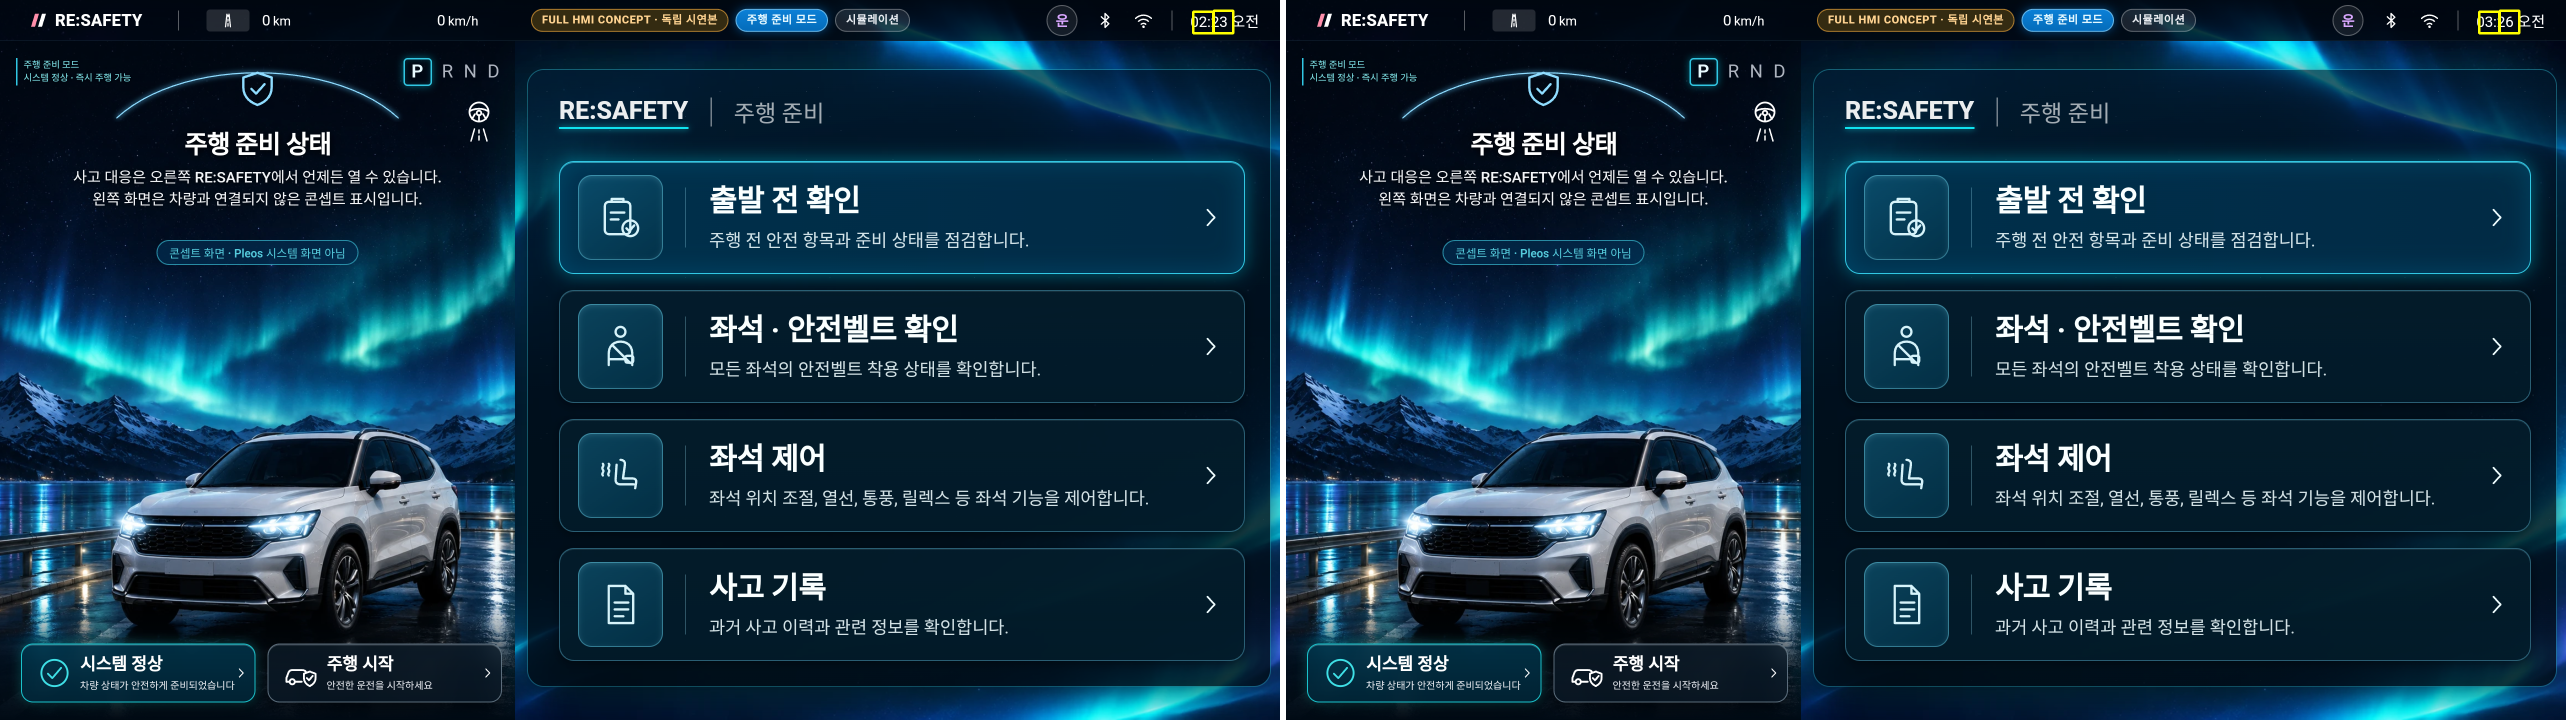 RE:SAFETY 0 km 0 km/h FULL HMI CONCEPT · 독립 시연본 주행 준비 모드 시뮬레이션 운 02:23 오전
주행 준비 모드
시스템 정상 · 즉시 주행 가능
P R N D
주행 준비 상태
사고 대응은 오른쪽 RE:SAFETY에서 언제든 열 수 있습니다.
왼쪽 화면은 차량과 연결되지 않은 콘셉트 표시입니다.
콘셉트 화면 · Pleos 시스템 화면 아님
시스템 정상
차량 상태가 안전하게 준비되었습니다
주행 시작
안전한 운전을 시작하세요
RE:SAFETY 주행 준비
출발 전 확인
주행 전 안전 항목과 준비 상태를 점검합니다.
좌석 · 안전벨트 확인
모든 좌석의 안전벨트 착용 상태를 확인합니다.
좌석 제어
좌석 위치 조절, 열선, 통풍, 릴렉스 등 좌석 기능을 제어합니다.
사고 기록
과거 사고 이력과 관련 정보를 확인합니다.
RE:SAFETY 0 km 0 km/h FULL HMI CONCEPT · 독립 시연본 주행 준비 모드 시뮬레이션 운 03:26 오전
주행 준비 모드
시스템 정상 · 즉시 주행 가능
P R N D
주행 준비 상태
사고 대응은 오른쪽 RE:SAFETY에서 언제든 열 수 있습니다.
왼쪽 화면은 차량과 연결되지 않은 콘셉트 표시입니다.
콘셉트 화면 · Pleos 시스템 화면 아님
시스템 정상
차량 상태가 안전하게 준비되었습니다
주행 시작
안전한 운전을 시작하세요
RE:SAFETY 주행 준비
출발 전 확인
주행 전 안전 항목과 준비 상태를 점검합니다.
좌석 · 안전벨트 확인
모든 좌석의 안전벨트 착용 상태를 확인합니다.
좌석 제어
좌석 위치 조절, 열선, 통풍, 릴렉스 등 좌석 기능을 제어합니다.
사고 기록
과거 사고 이력과 관련 정보를 확인합니다.